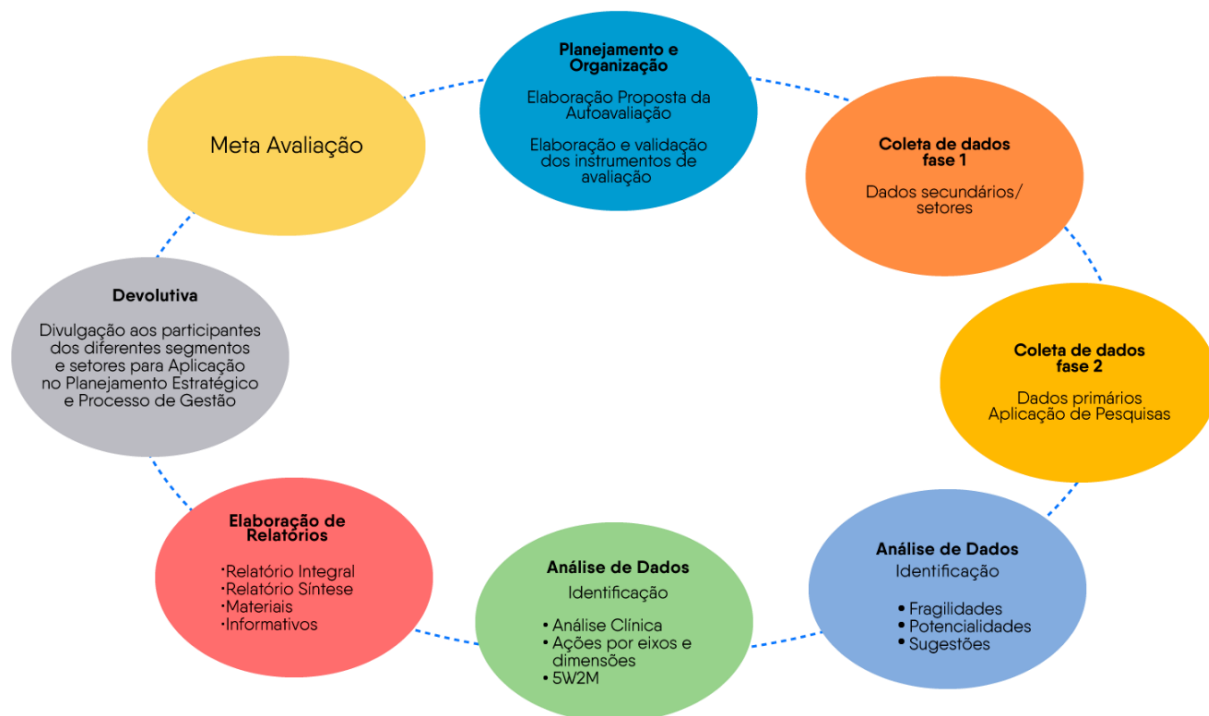 Planejamento e
Organização
Elaboração Proposta da
Autoavaliação
Elaboração e validação
dos instrumentos de
avaliação
Coleta de dados
fase 1
Dados secundários/
setores
Coleta de dados
fase 2
Dados primários
Aplicação de Pesquisas
Análise de Dados
Identificação
• Fragilidades
• Potencialidades
• Sugestões
Análise de Dados
Identificação
• Análise Clínica
• Ações por eixos e
dimensões
• 5W2M
Elaboração de
Relatórios
·Relatório Integral
·Relatório Síntese
·Materiais
·Informativos
Devolutiva
Divulgação aos participantes
dos diferentes segmentos
e setores para Aplicação
no Planejamento Estratégico
e Processo de Gestão
Meta Avaliação